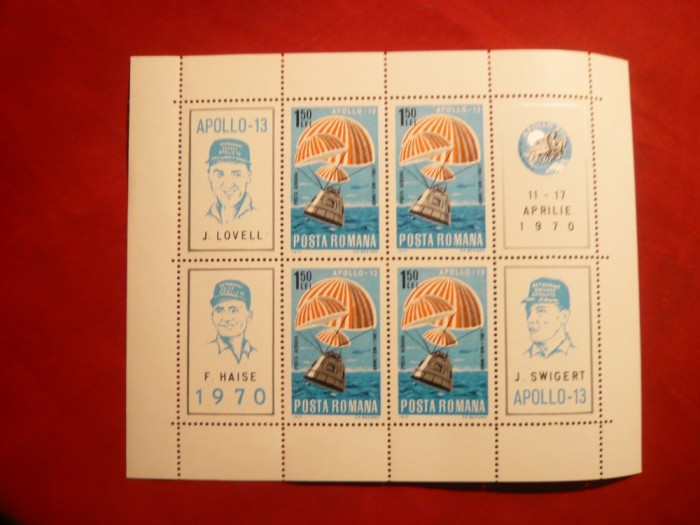 APOLLO-13
J. LOVELL
1.50 LEI
APOLLO-13
POSTA ROMANA
1.50 LEI
APOLLO-13
POSTA ROMANA
11 - 17
APRILIE
1970
F. HAISE
1970
1.50 LEI
APOLLO-13
POSTA ROMANA
1.50 LEI
APOLLO-13
POSTA ROMANA
J. SWIGERT
APOLLO-13